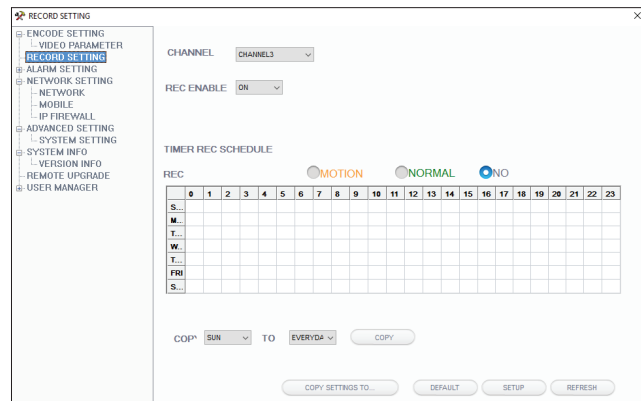 RECORD SETTING
ENCODE SETTING
VIDEO PARAMETER
RECORD SETTING
ALARM SETTING
NETWORK SETTING
NETWORK
MOBILE
IP FIREWALL
ADVANCED SETTING
SYSTEM SETTING
SYSTEM INFO
VERSION INFO
REMOTE UPGRADE
USER MANAGER
CHANNEL CHANNEL3
REC ENABLE ON
TIMER REC SCHEDULE
REC MOTION NORMAL NO
0 1 2 3 4 5 6 7 8 9 10 11 12 13 14 15 16 17 18 19 20 21 22 23
S...
M...
T...
W...
T...
FRI
S...
COPY SUN TO EVERYDA COPY
COPY SETTINGS TO... DEFAULT SETUP REFRESH